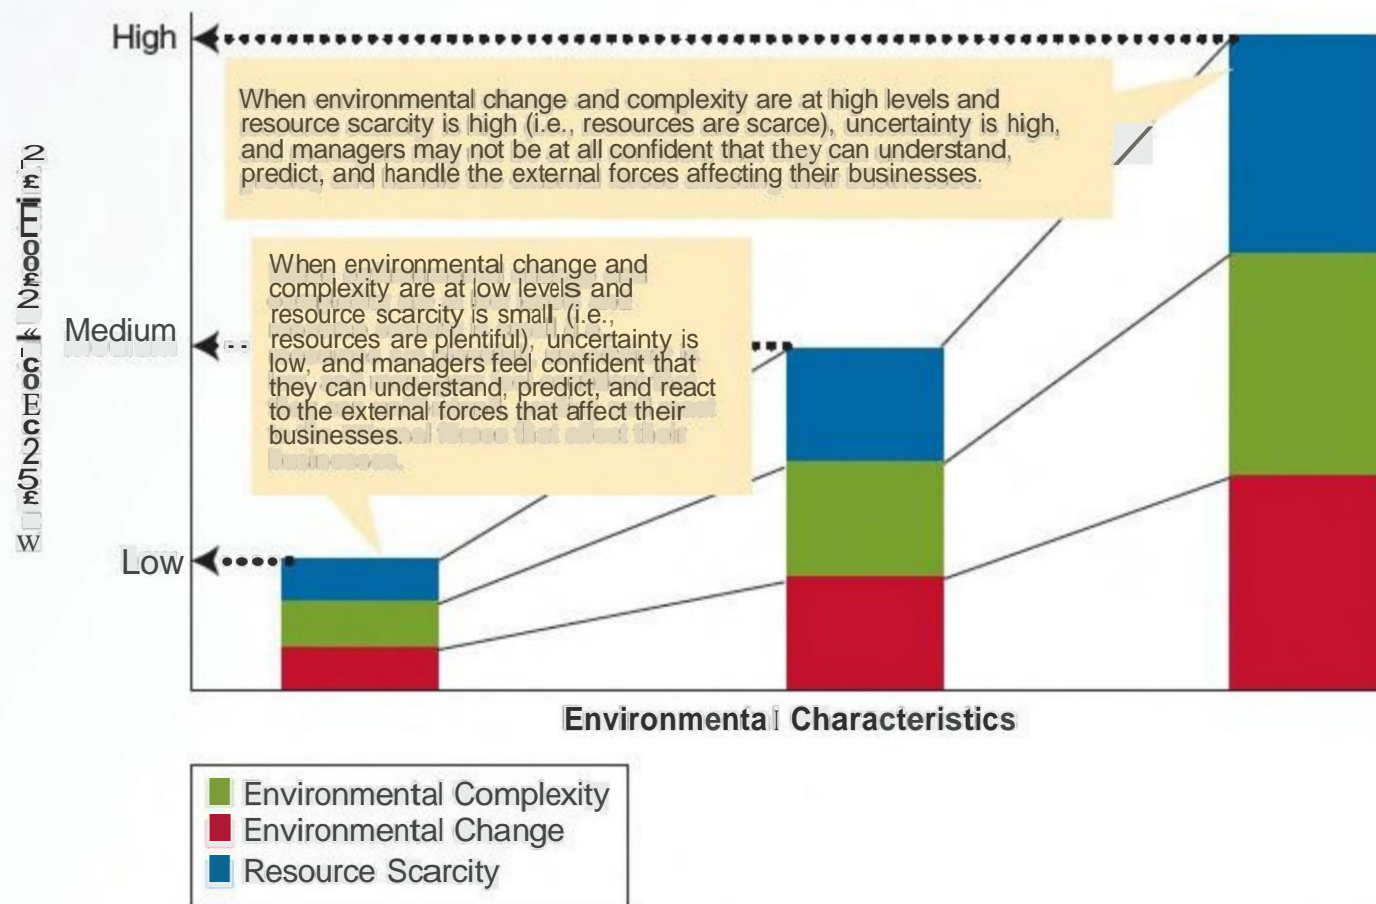 High
When environmental change and complexity are at high levels and
resource scarcity is high (i.e., resources are scarce), uncertainty is high,
and managers may not be at all confident that they can understand,
predict, and handle the external forces affecting their businesses.
When environmental change and
complexity are at low levels and
resource scarcity is small (i.e.,
resources are plentiful), uncertainty is
low, and managers feel confident that
they can understand, predict, and react
to the external forces that affect their
businesses.
Medium
Low
Environmental Characteristics
Environmental Complexity
Environmental Change
Resource Scarcity